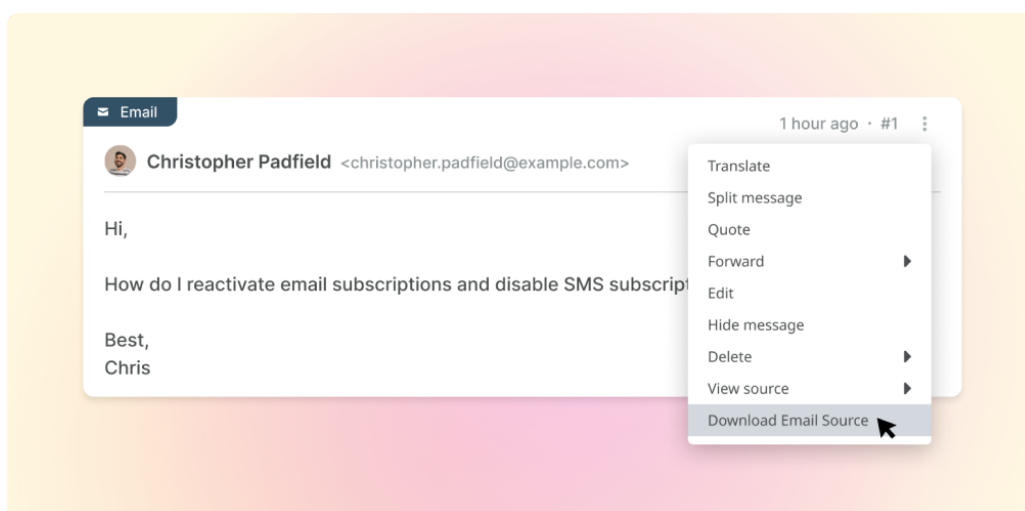 Email
1 hour ago · #1
Christopher Padfield <christopher.padfield@example.com>
Hi,
How do I reactivate email subscriptions and disable SMS
Best,
Chris
Translate
Split message
Quote
Forward
Edit
Hide message
Delete
View source
Download Email Source